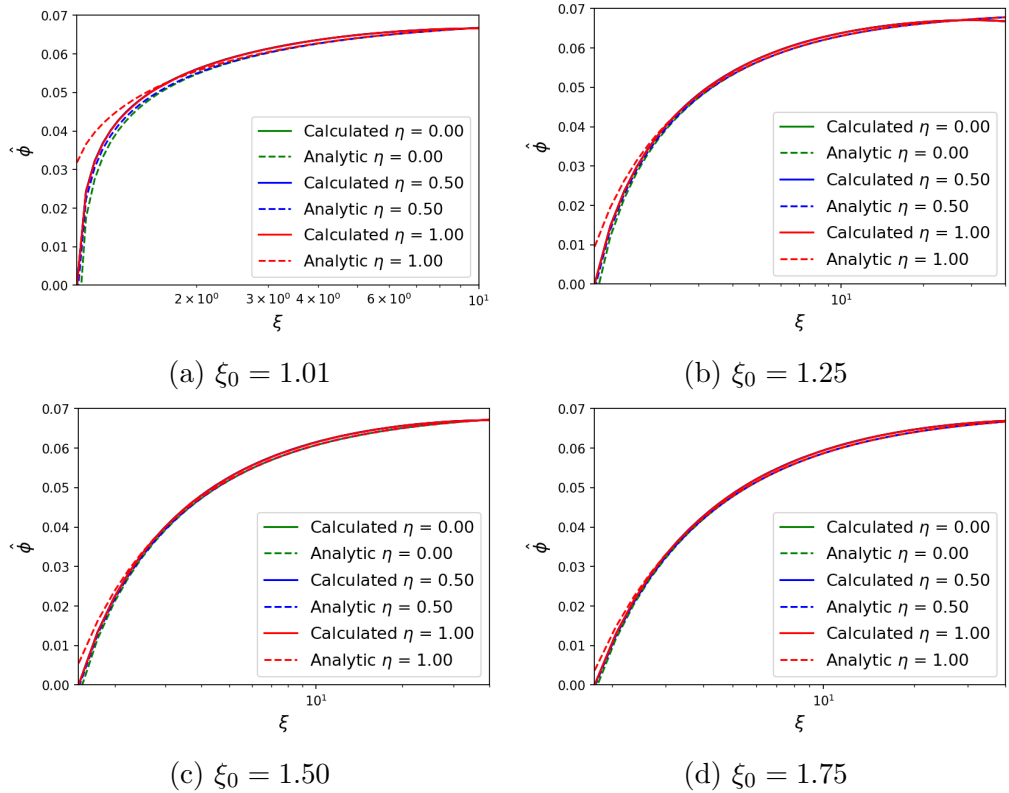 0.07
0.06
0.05
0.04
0.03
0.02
0.01
0.00
ϕ̂
Calculated η = 0.00
Analytic η = 0.00
Calculated η = 0.50
Analytic η = 0.50
Calculated η = 1.00
Analytic η = 1.00
2 × 10⁰ 3 × 10⁰ 4 × 10⁰ 6 × 10⁰ 10¹
ξ
(a) ξ₀ = 1.01
0.07
0.06
0.05
0.04
0.03
0.02
0.01
0.00
ϕ̂
Calculated η = 0.00
Analytic η = 0.00
Calculated η = 0.50
Analytic η = 0.50
Calculated η = 1.00
Analytic η = 1.00
10¹
ξ
(b) ξ₀ = 1.25
0.07
0.06
0.05
0.04
0.03
0.02
0.01
0.00
ϕ̂
Calculated η = 0.00
Analytic η = 0.00
Calculated η = 0.50
Analytic η = 0.50
Calculated η = 1.00
Analytic η = 1.00
10¹
ξ
(c) ξ₀ = 1.50
0.07
0.06
0.05
0.04
0.03
0.02
0.01
0.00
ϕ̂
Calculated η = 0.00
Analytic η = 0.00
Calculated η = 0.50
Analytic η = 0.50
Calculated η = 1.00
Analytic η = 1.00
10¹
ξ
(d) ξ₀ = 1.75